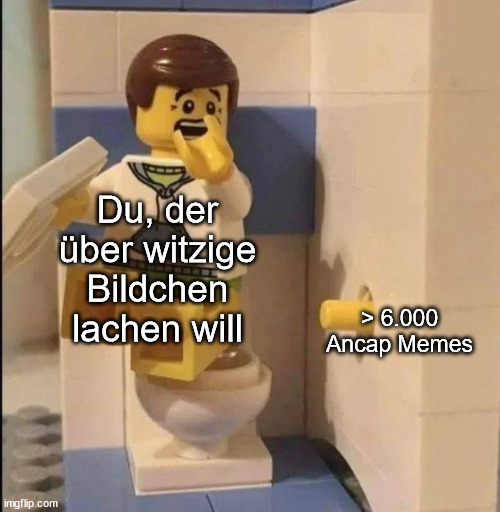 Du, der
über witzige
Bildchen
lachen will
> 6.000
Ancap Memes
imgflip.com